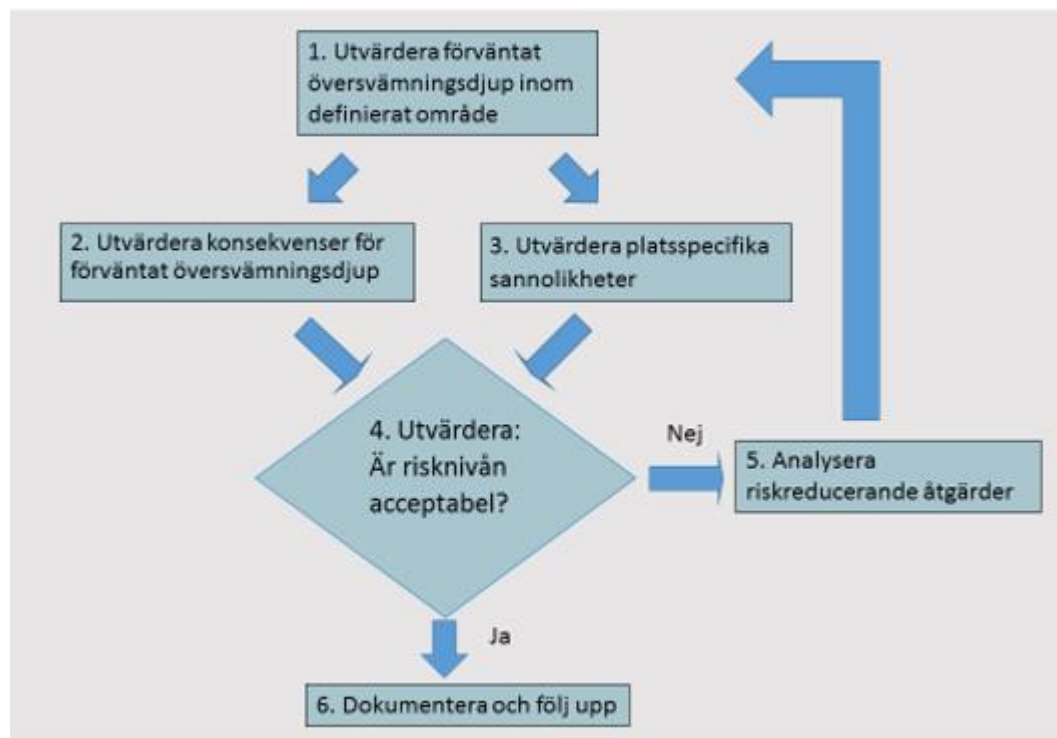 1. Utvärdera förväntat
översvämningsdjup inom
definierat område
2. Utvärdera konsekvenser för
förväntat översvämningsdjup
3. Utvärdera platsspecifika
sannolikheter
4. Utvärdera:
Är risknivån
acceptabel?
Nej
5. Analysera
riskreducerande åtgärder
Ja
6. Dokumentera och följ upp